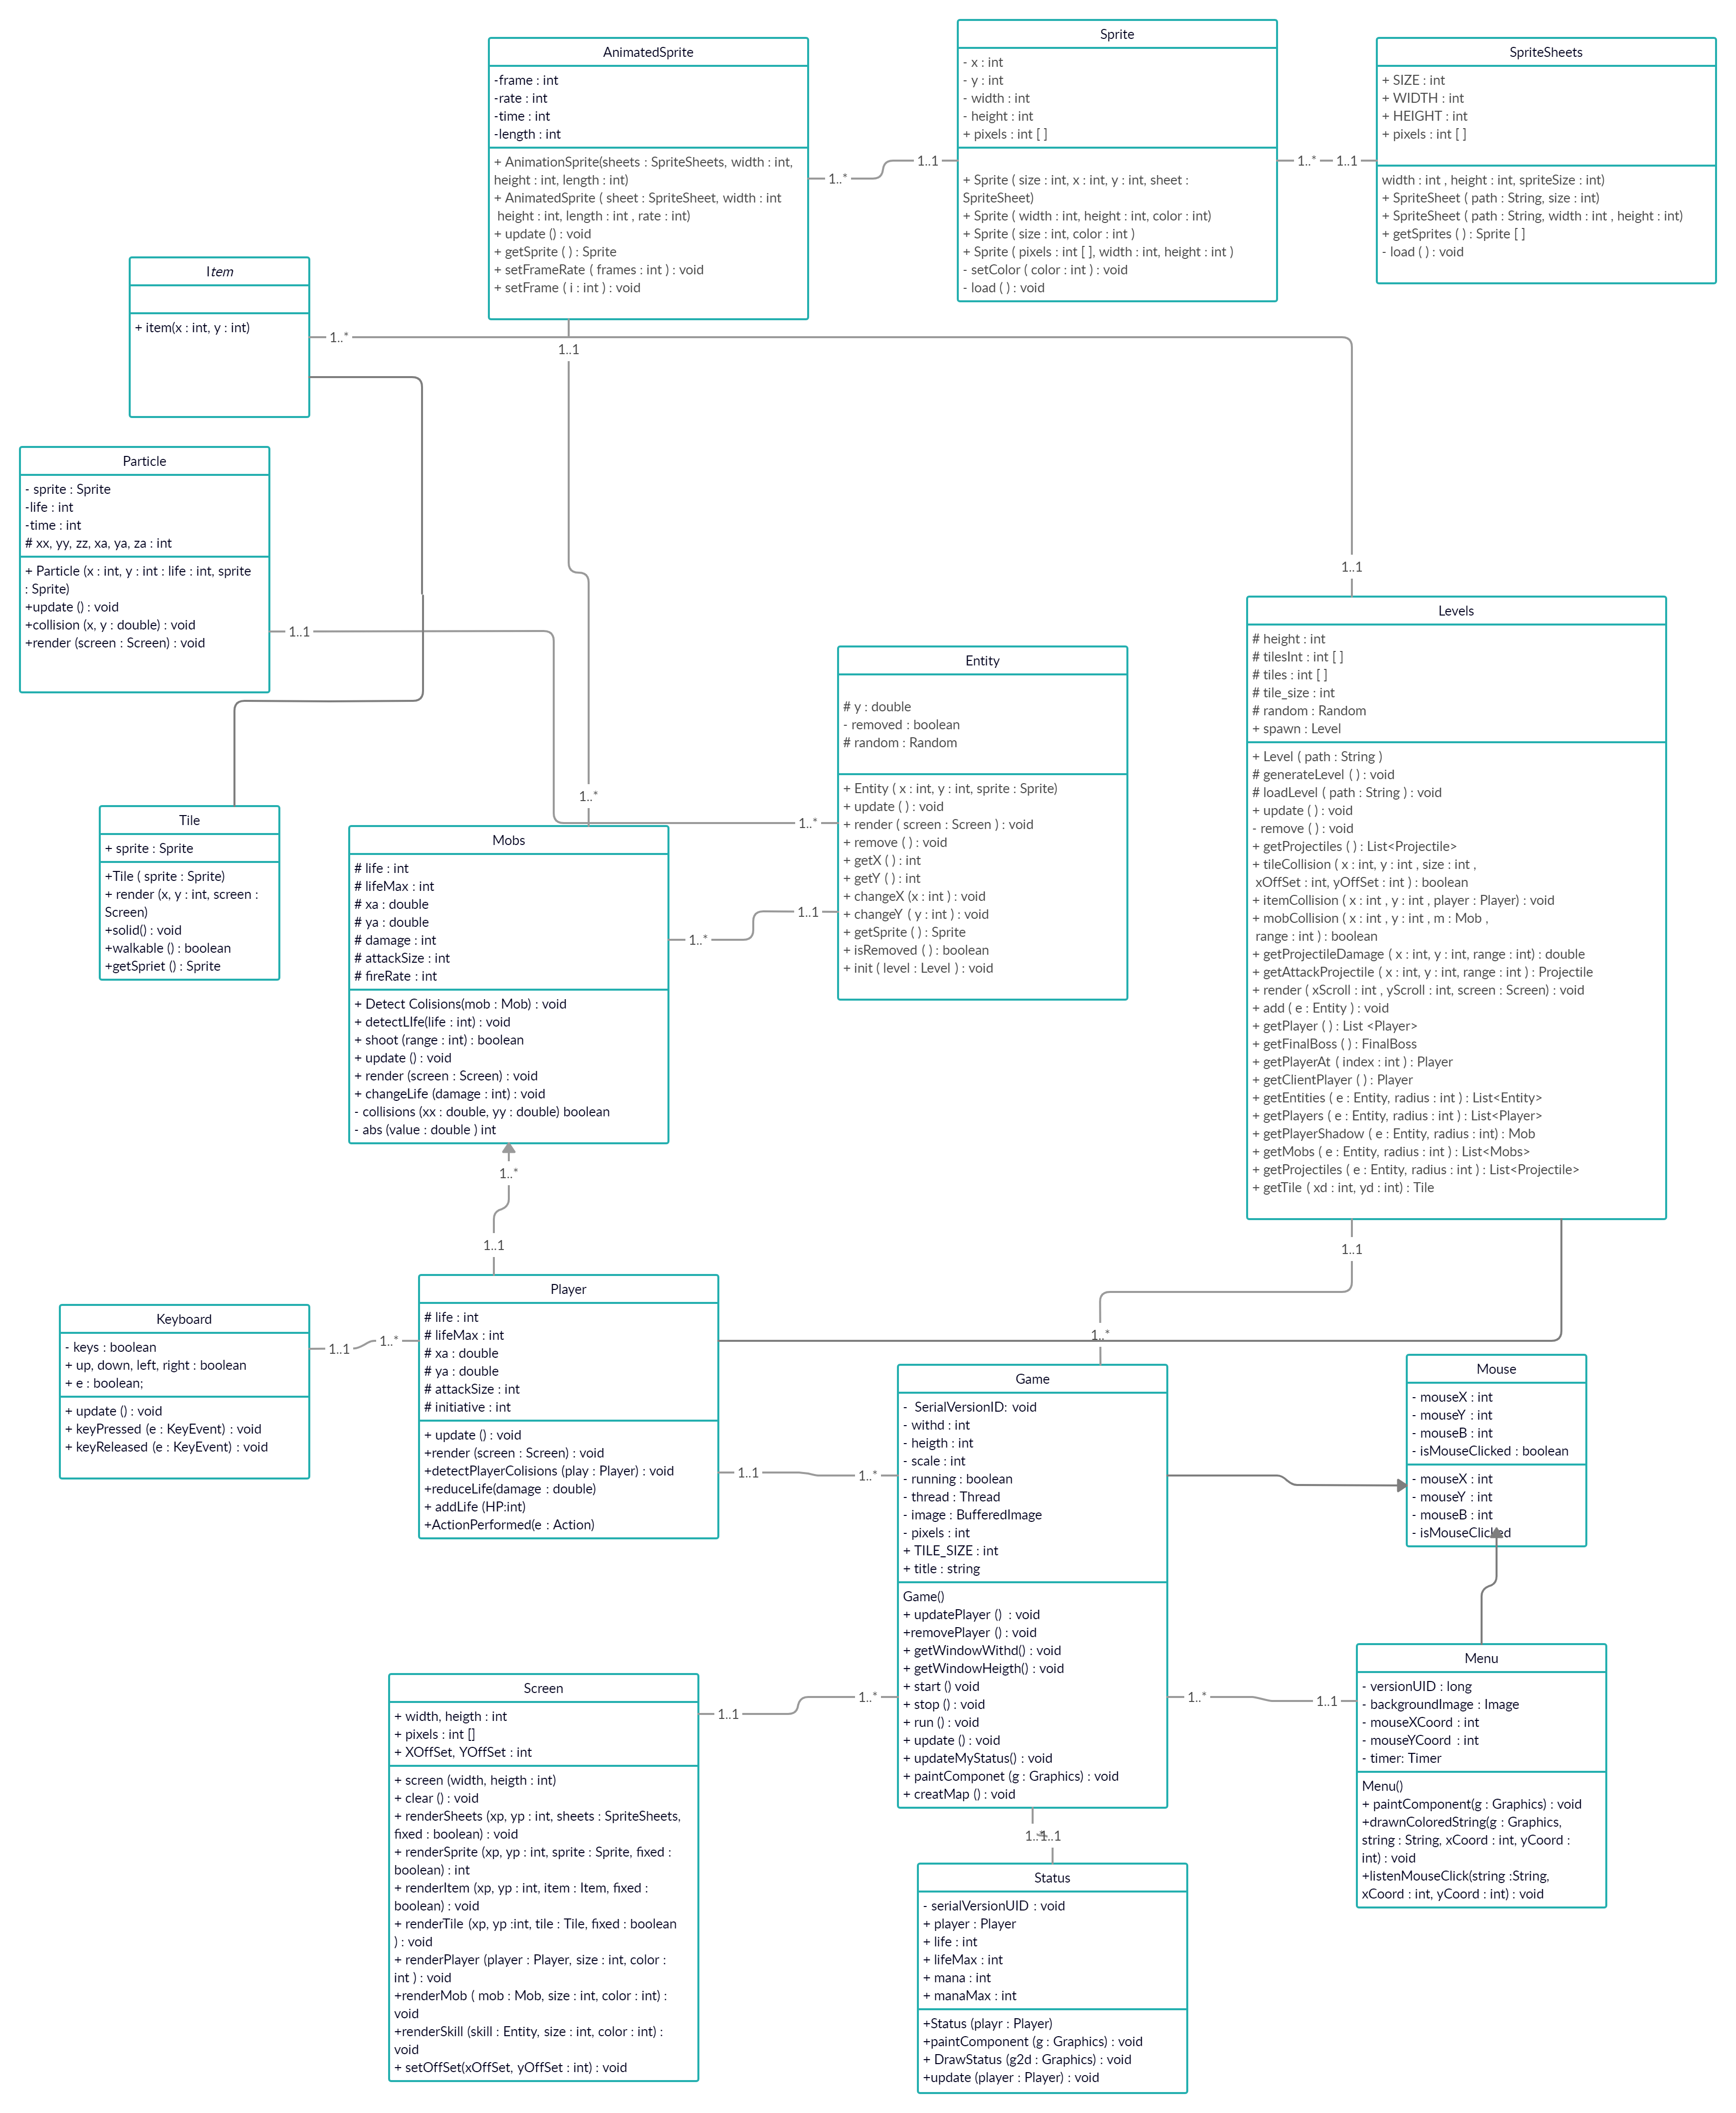 AnimatedSprite
-frame : int
-rate : int
-time : int
-length : int
+ AnimationSprite(sheets : SpriteSheets, width : int,
height : int, length : int)
+ AnimatedSprite ( sheet : SpriteSheet, width : int
height : int, length : int , rate : int)
+ update () : void
+ getSprite ( ) : Sprite
+ setFrameRate ( frames : int ) : void
+ setFrame ( i : int ) : void
1..*
1..1
Sprite
- x : int
- y : int
- width : int
- height : int
+ pixels : int [ ]
+ Sprite ( size : int, x : int, y : int, sheet :
SpriteSheet)
+ Sprite ( width : int, height : int, color : int)
+ Sprite ( size : int, color : int )
+ Sprite ( pixels : int [ ], width : int, height : int )
- setColor ( color : int ) : void
- load ( ) : void
1..*
1..1
SpriteSheets
+ SIZE : int
+ WIDTH : int
+ HEIGHT : int
+ pixels : int [ ]
width : int , height : int, spriteSize : int)
+ SpriteSheet ( path : String, size : int)
+ SpriteSheet ( path : String, width : int , height : int)
+ getSprites ( ) : Sprite [ ]
- load ( ) : void
Item
+ item(x : int, y : int)
1..*
1..1
1..1
Particle
- sprite : Sprite
-life : int
-time : int
# xx, yy, zz, xa, ya, za : int
+ Particle (x : int, y : int : life : int, sprite
: Sprite)
+update () : void
+collision (x, y : double) : void
+render (screen : Screen) : void
1..1
1..*
Tile
+ sprite : Sprite
+Tile ( sprite : Sprite)
+ render (x, y : int, screen :
Screen)
+solid() : void
+walkable () : boolean
+getSpriet () : Sprite
1..*
Mobs
# life : int
# lifeMax : int
# xa : double
# ya : double
# damage : int
# attackSize : int
# fireRate : int
+ Detect Colisions(mob : Mob) : void
+ detectLIfe(life : int) : void
+ shoot (range : int) : boolean
+ update () : void
+ render (screen : Screen) : void
+ changeLife (damage : int) : void
- collisions (xx : double, yy : double) boolean
- abs (value : double ) int
1..*
1..1
Entity
# y : double
- removed : boolean
# random : Random
+ Entity ( x : int, y : int, sprite : Sprite)
+ update ( ) : void
+ render ( screen : Screen ) : void
+ remove ( ) : void
+ getX ( ) : int
+ getY ( ) : int
+ changeX (x : int ) : void
+ changeY ( y : int ) : void
+ getSprite ( ) : Sprite
+ isRemoved ( ) : boolean
+ init ( level : Level ) : void
Levels
# height : int
# tilesInt : int [ ]
# tiles : int [ ]
# tile_size : int
# random : Random
+ spawn : Level
+ Level ( path : String )
# generateLevel ( ) : void
# loadLevel ( path : String ) : void
+ update ( ) : void
- remove ( ) : void
+ getProjectiles ( ) : List<Projectile>
+ tileCollision ( x : int, y : int , size : int ,
xOffSet : int, yOffSet : int ) : boolean
+ itemCollision ( x : int , y : int , player : Player) : void
+ mobCollision ( x : int , y : int , m : Mob ,
range : int ) : boolean
+ getProjectileDamage ( x : int, y : int, range : int) : double
+ getAttackProjectile ( x : int, y : int, range : int ) : Projectile
+ render ( xScroll : int , yScroll : int, screen : Screen) : void
+ add ( e : Entity ) : void
+ getPlayer ( ) : List <Player>
+ getFinalBoss ( ) : FinalBoss
+ getPlayerAt ( index : int ) : Player
+ getClientPlayer ( ) : Player
+ getEntities ( e : Entity, radius : int ) : List<Entity>
+ getPlayers ( e : Entity, radius : int ) : List<Player>
+ getPlayerShadow ( e : Entity, radius : int) : Mob
+ getMobs ( e : Entity, radius : int ) : List<Mobs>
+ getProjectiles ( e : Entity, radius : int ) : List<Projectile>
+ getTile ( xd : int, yd : int) : Tile
1..*
1..1
1..1
1..*
Keyboard
- keys : boolean
+ up, down, left, right : boolean
+ e : boolean;
+ update () : void
+ keyPressed (e : KeyEvent) : void
+ keyReleased (e : KeyEvent) : void
1..1
1..*
Player
# life : int
# lifeMax : int
# xa : double
# ya : double
# attackSize : int
# initiative : int
+ update () : void
+render (screen : Screen) : void
+detectPlayerColisions (play : Player) : void
+reduceLife(damage : double)
+ addLife (HP:int)
+ActionPerformed(e : Action)
1..1
1..*
Game
- SerialVersionID: void
- withd : int
- heigth : int
- scale : int
- running : boolean
- thread : Thread
- image : BufferedImage
- pixels : int
+ TILE_SIZE : int
+ title : string
Game()
+ updatePlayer () : void
+removePlayer () : void
+ getWindowWithd() : void
+ getWindowHeigth() : void
+ start () void
+ stop () : void
+ run () : void
+ update () : void
+ updateMyStatus() : void
+ paintComponet (g : Graphics) : void
+ creatMap () : void
Mouse
- mouseX : int
- mouseY : int
- mouseB : int
- isMouseClicked : boolean
- mouseX : int
- mouseY : int
- mouseB : int
- isMouseClicked
Menu
- versionUID : long
- backgroundImage : Image
- mouseXCoord : int
- mouseYCoord : int
- timer: Timer
Menu()
+ paintComponent(g : Graphics) : void
+drawnColoredString(g : Graphics,
string : String, xCoord : int, yCoord :
int) : void
+listenMouseClick(string :String,
xCoord : int, yCoord : int) : void
1..*
1..1
Screen
+ width, heigth : int
+ pixels : int []
+ XOffSet, YOffSet : int
+ screen (width, heigth : int)
+ clear () : void
+ renderSheets (xp, yp : int, sheets : SpriteSheets,
fixed : boolean) : void
+ renderSprite (xp, yp : int, sprite : Sprite, fixed :
boolean) : int
+ renderItem (xp, yp : int, item : Item, fixed :
boolean) : void
+ renderTile (xp, yp :int, tile : Tile, fixed : boolean
) : void
+ renderPlayer (player : Player, size : int, color :
int ) : void
+renderMob ( mob : Mob, size : int, color : int) :
void
+renderSkill (skill : Entity, size : int, color : int) :
void
+ setOffSet(xOffSet, yOffSet : int) : void
1..1
1..*
Status
- serialVersionUID : void
+ player : Player
+ life : int
+ lifeMax : int
+ mana : int
+ manaMax : int
+Status (playr : Player)
+paintComponent (g : Graphics) : void
+ DrawStatus (g2d : Graphics) : void
+update (player : Player) : void